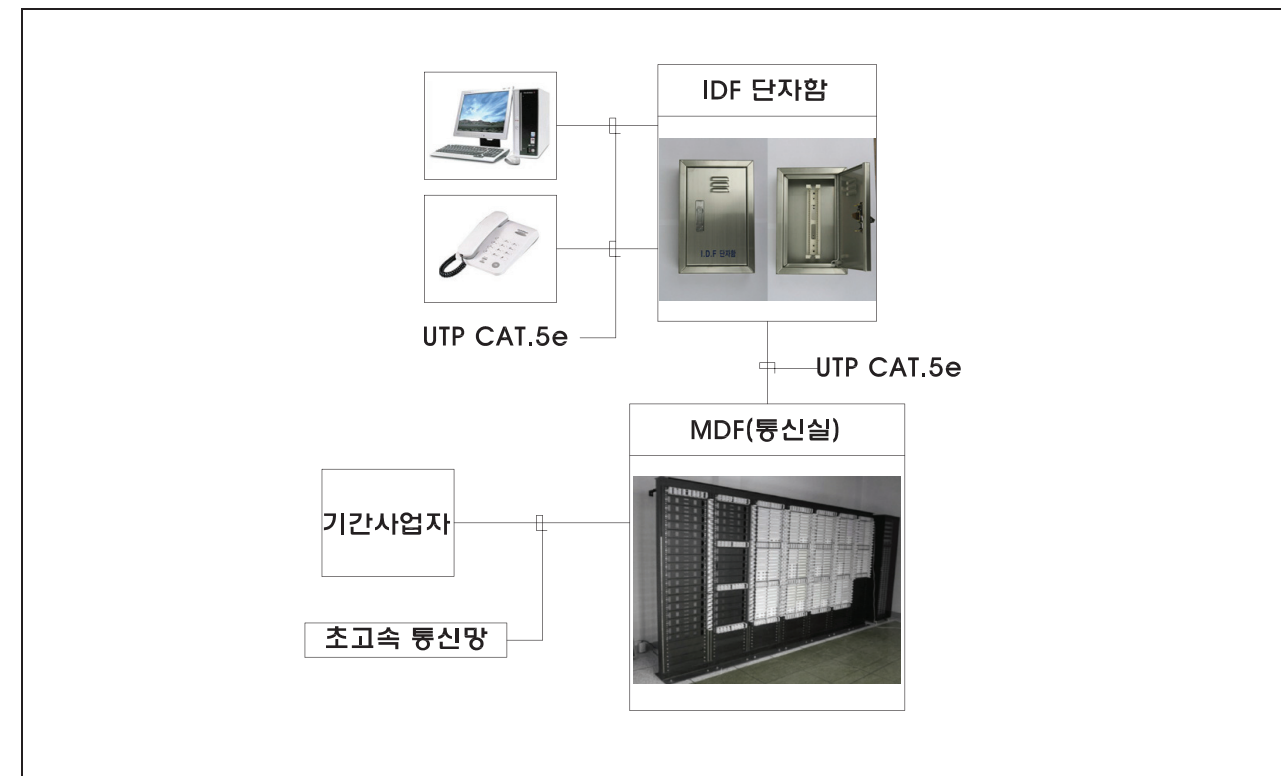 IDF 단자함
I.D.F 단자함
UTP CAT.5e
UTP CAT.5e
MDF(통신실)
기간사업자
초고속 통신망